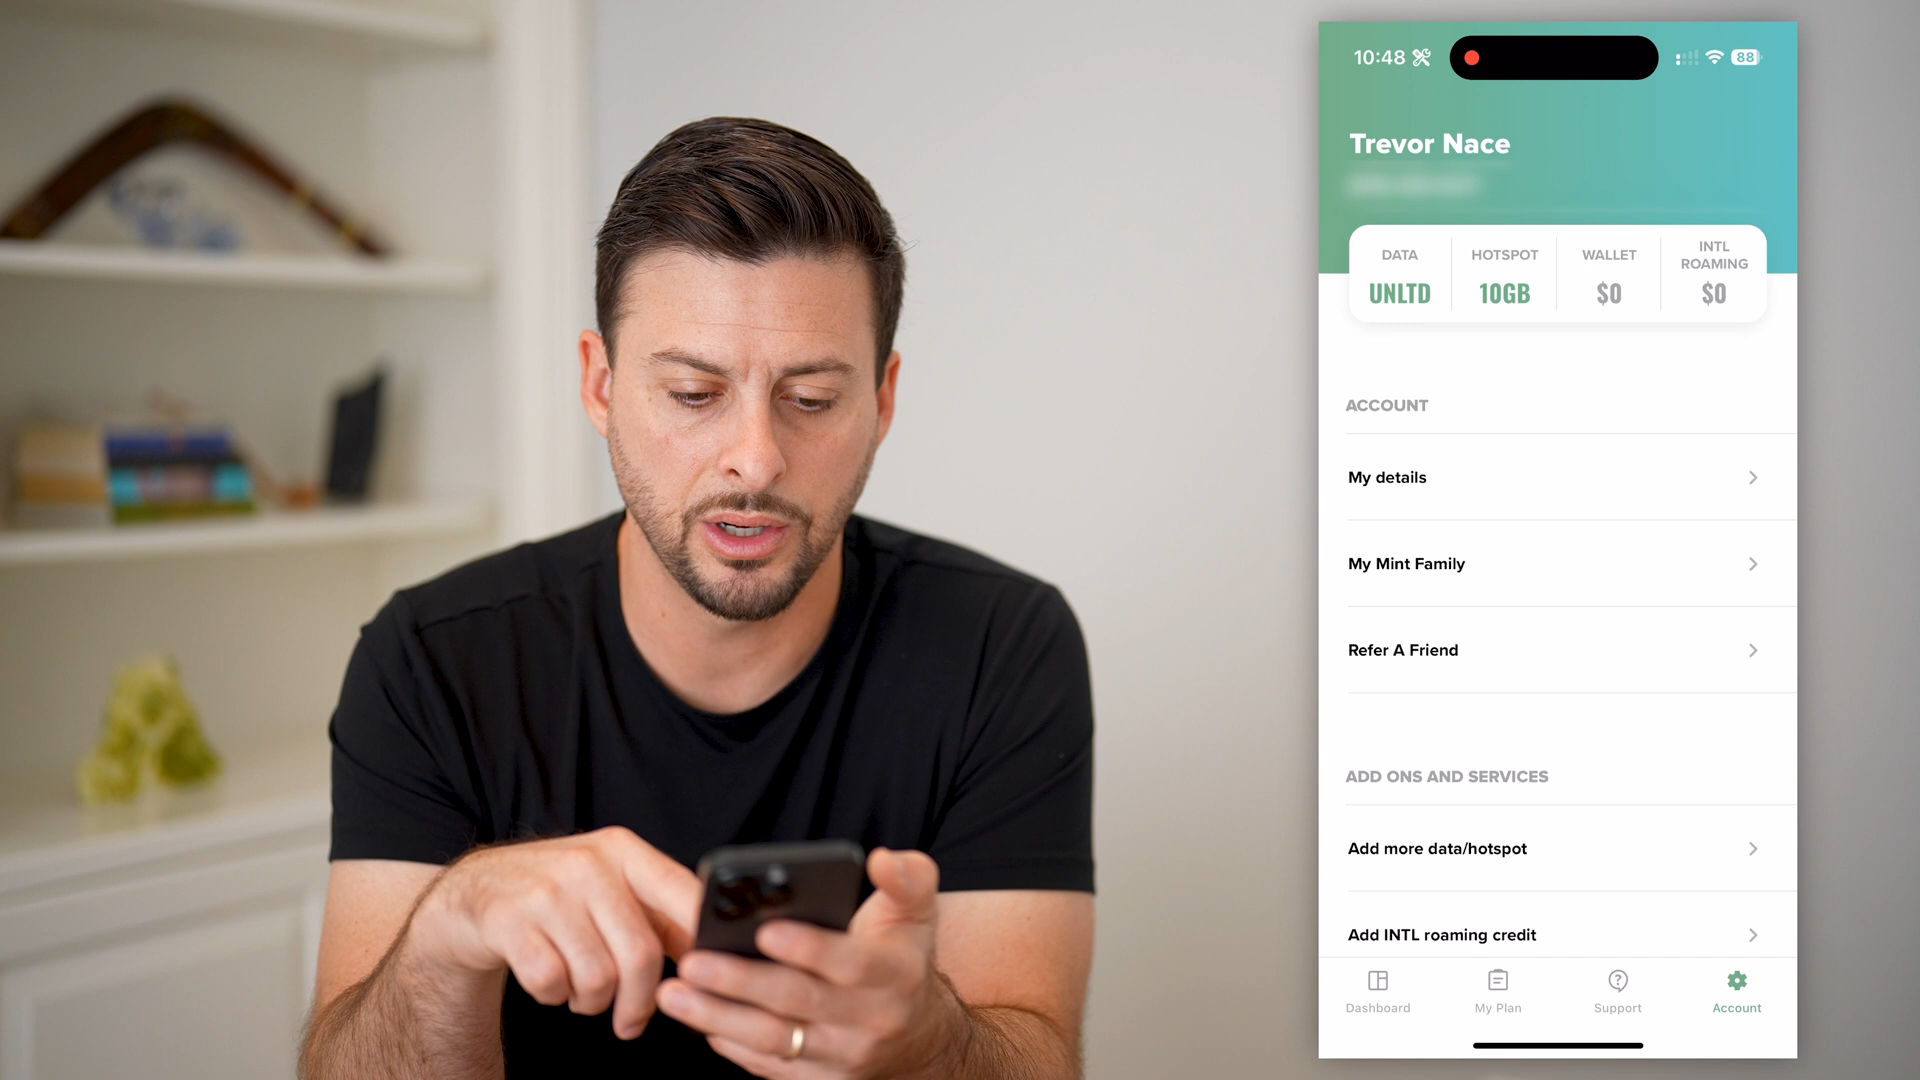 10:48
88
Trevor Nace
DATA
HOTSPOT
WALLET
INTL
ROAMING
UNLTD
10GB
$0
$0
ACCOUNT
My details
My Mint Family
Refer A Friend
ADD ONS AND SERVICES
Add more data/hotspot
Add INTL roaming credit
Dashboard
My Plan
Support
Account